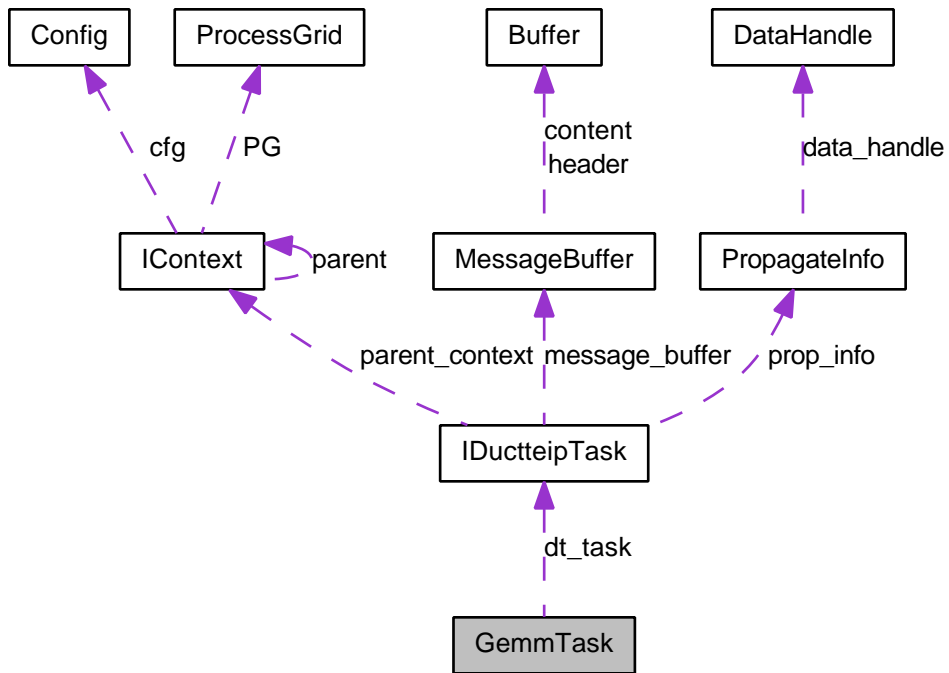 Config
ProcessGrid
Buffer
DataHandle
cfg
PG
content
header
data_handle
IContext
parent
MessageBuffer
PropagateInfo
parent_context
message_buffer
prop_info
IDuctteipTask
dt_task
GemmTask